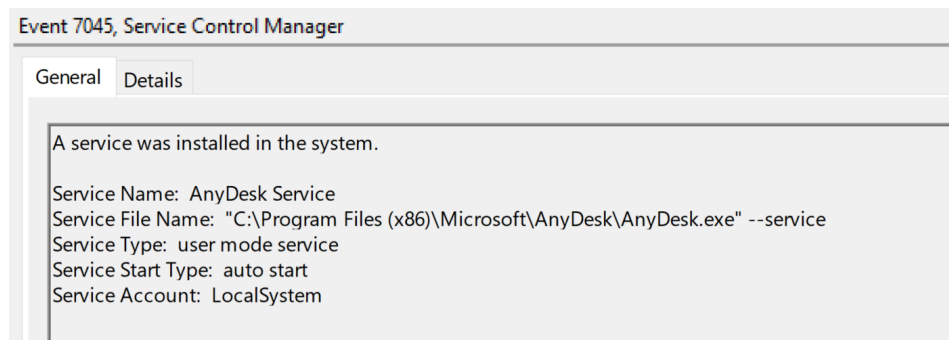 Event 7045, Service Control Manager
General Details
A service was installed in the system.
Service Name:  AnyDesk Service
Service File Name:  "C:\Program Files (x86)\Microsoft\AnyDesk\AnyDesk.exe" --service
Service Type:  user mode service
Service Start Type:  auto start
Service Account:  LocalSystem